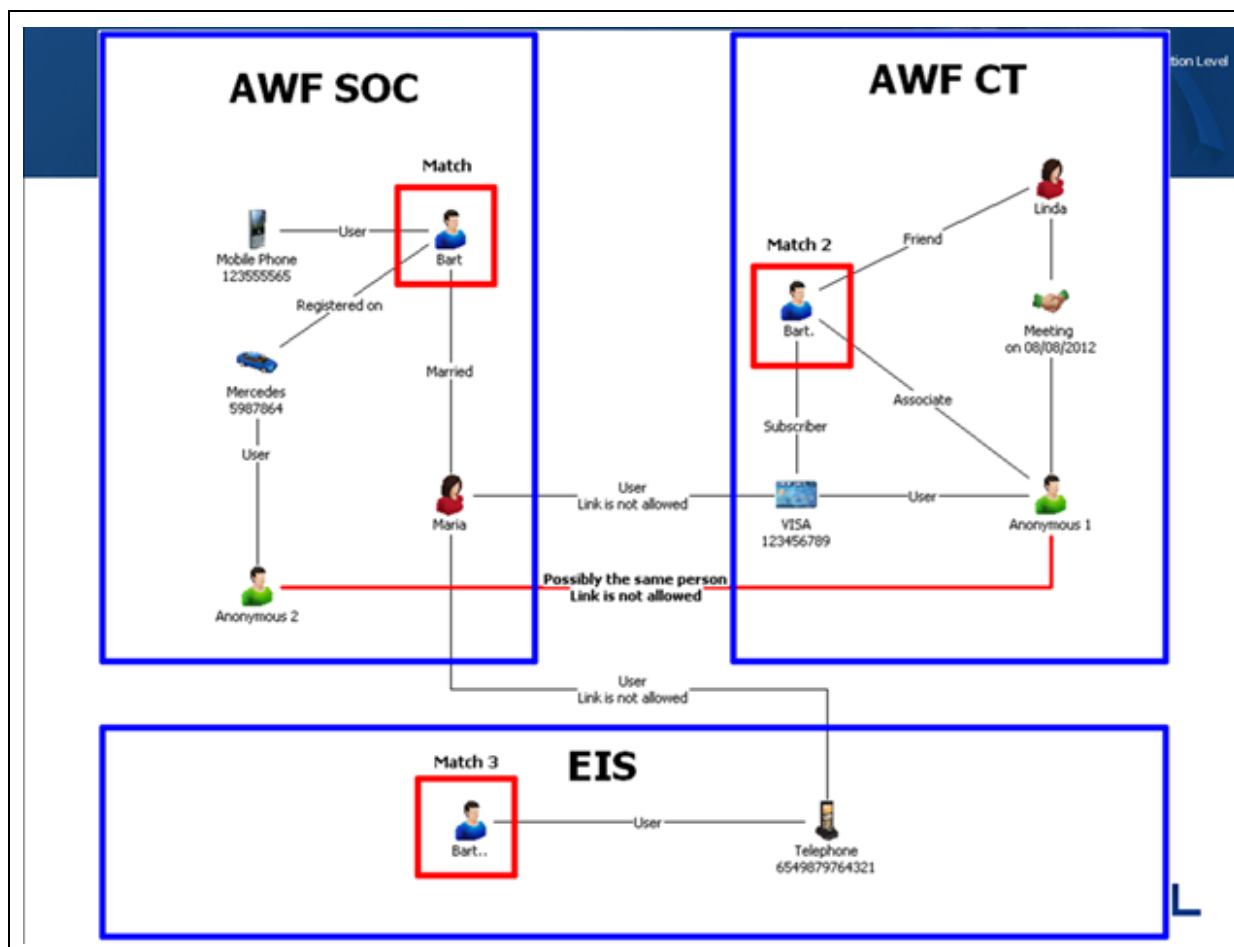 AWF SOC
AWF CT
tion Level
Match
User
Mobile Phone
123555565
Bart
Registered on
Mercedes
5987864
Married
User
Maria
Anonymous 2
Linda
Friend
Match 2
Bart.
Meeting
on 08/08/2012
Associate
Subscriber
User
Link is not allowed
VISA
123456789
User
Anonymous 1
Possibly the same person
Link is not allowed
User
Link is not allowed
EIS
Match 3
Bart..
User
Telephone
6549879764321
L